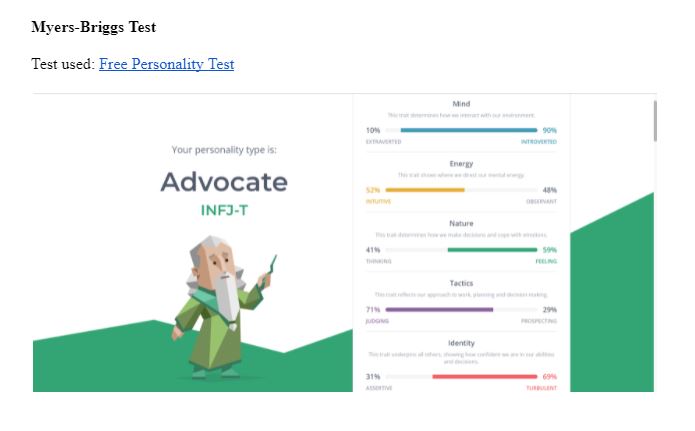 Myers-Briggs Test
Test used: Free Personality Test
Your personality type is:
Advocate
INFJ-T
Mind
This trait determines how we interact with our environment.
10% 90%
EXTRAVERTED INTROVERTED
Energy
This trait shows where we direct our mental energy.
52% 48%
INTUITIVE OBSERVANT
Nature
This trait determines how we make decisions and cope with emotions.
41% 59%
THINKING FEELING
Tactics
This trait reflects our approach to work, planning and decision-making.
71% 29%
JUDGING PROSPECTING
Identity
This trait underpins all others, showing how confident we are in our abilities
and decisions.
31% 69%
ASSERTIVE TURBULENT